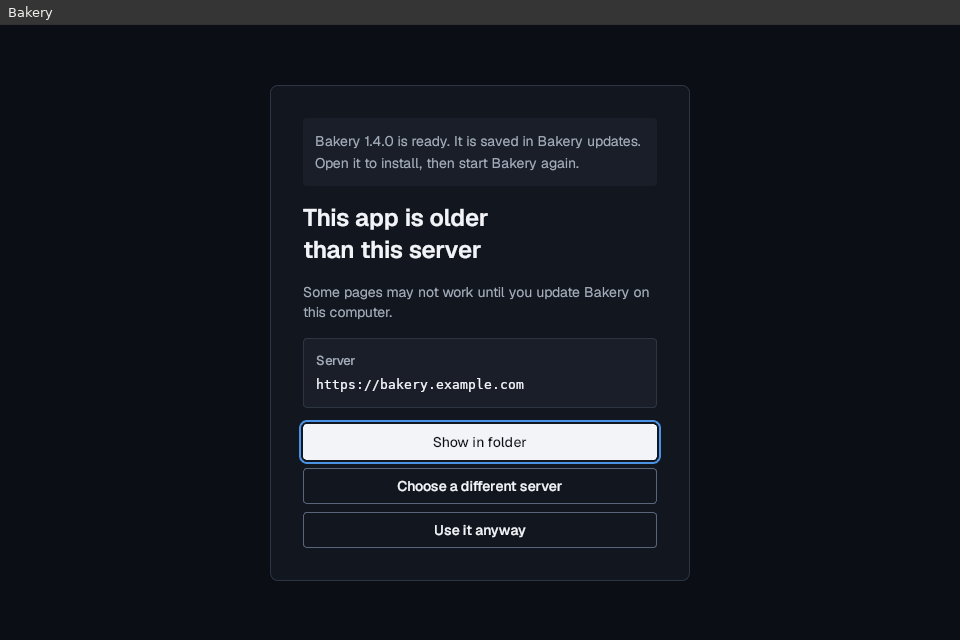 Bakery
Bakery 1.4.0 is ready. It is saved in Bakery updates.
Open it to install, then start Bakery again.
This app is older
than this server
Some pages may not work until you update Bakery on
this computer.
Server
https://bakery.example.com
Show in folder
Choose a different server
Use it anyway